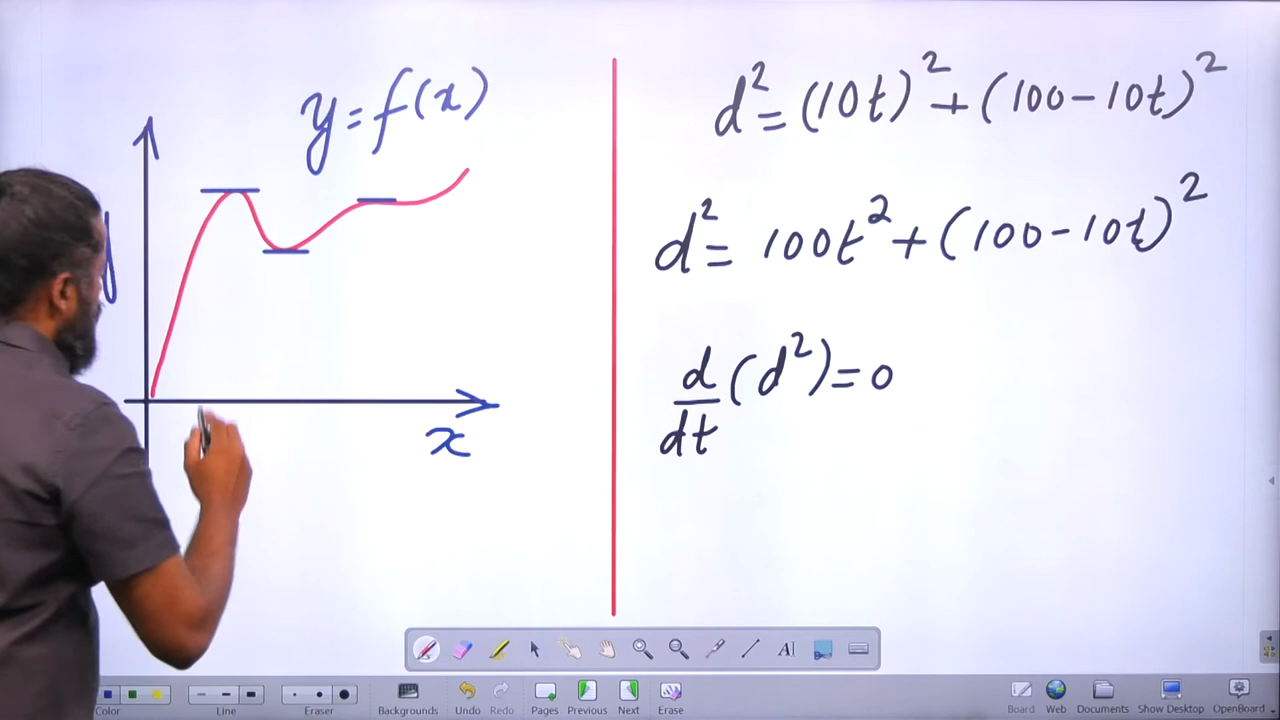 y=f(x)
y
x
d²=(10t)²+(100-10t)²
d²=100t²+(100-10t)²
d/dt(d²)=0
Color Line Eraser Backgrounds Undo Redo Pages Previous Next Erase Board Web Documents Show Desktop OpenBoard